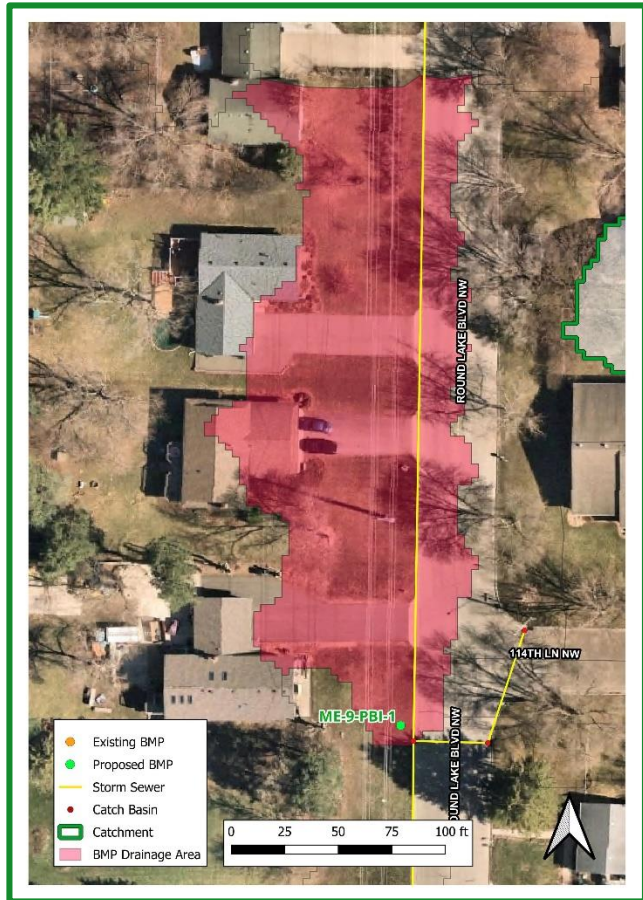 ROUND LAKE BLVD NW
114TH LN NW
ME-9-PBI-1
OUND LAKE BLVD NW
Existing BMP
Proposed BMP
Storm Sewer
Catch Basin
Catchment
BMP Drainage Area
0 25 50 75 100 ft